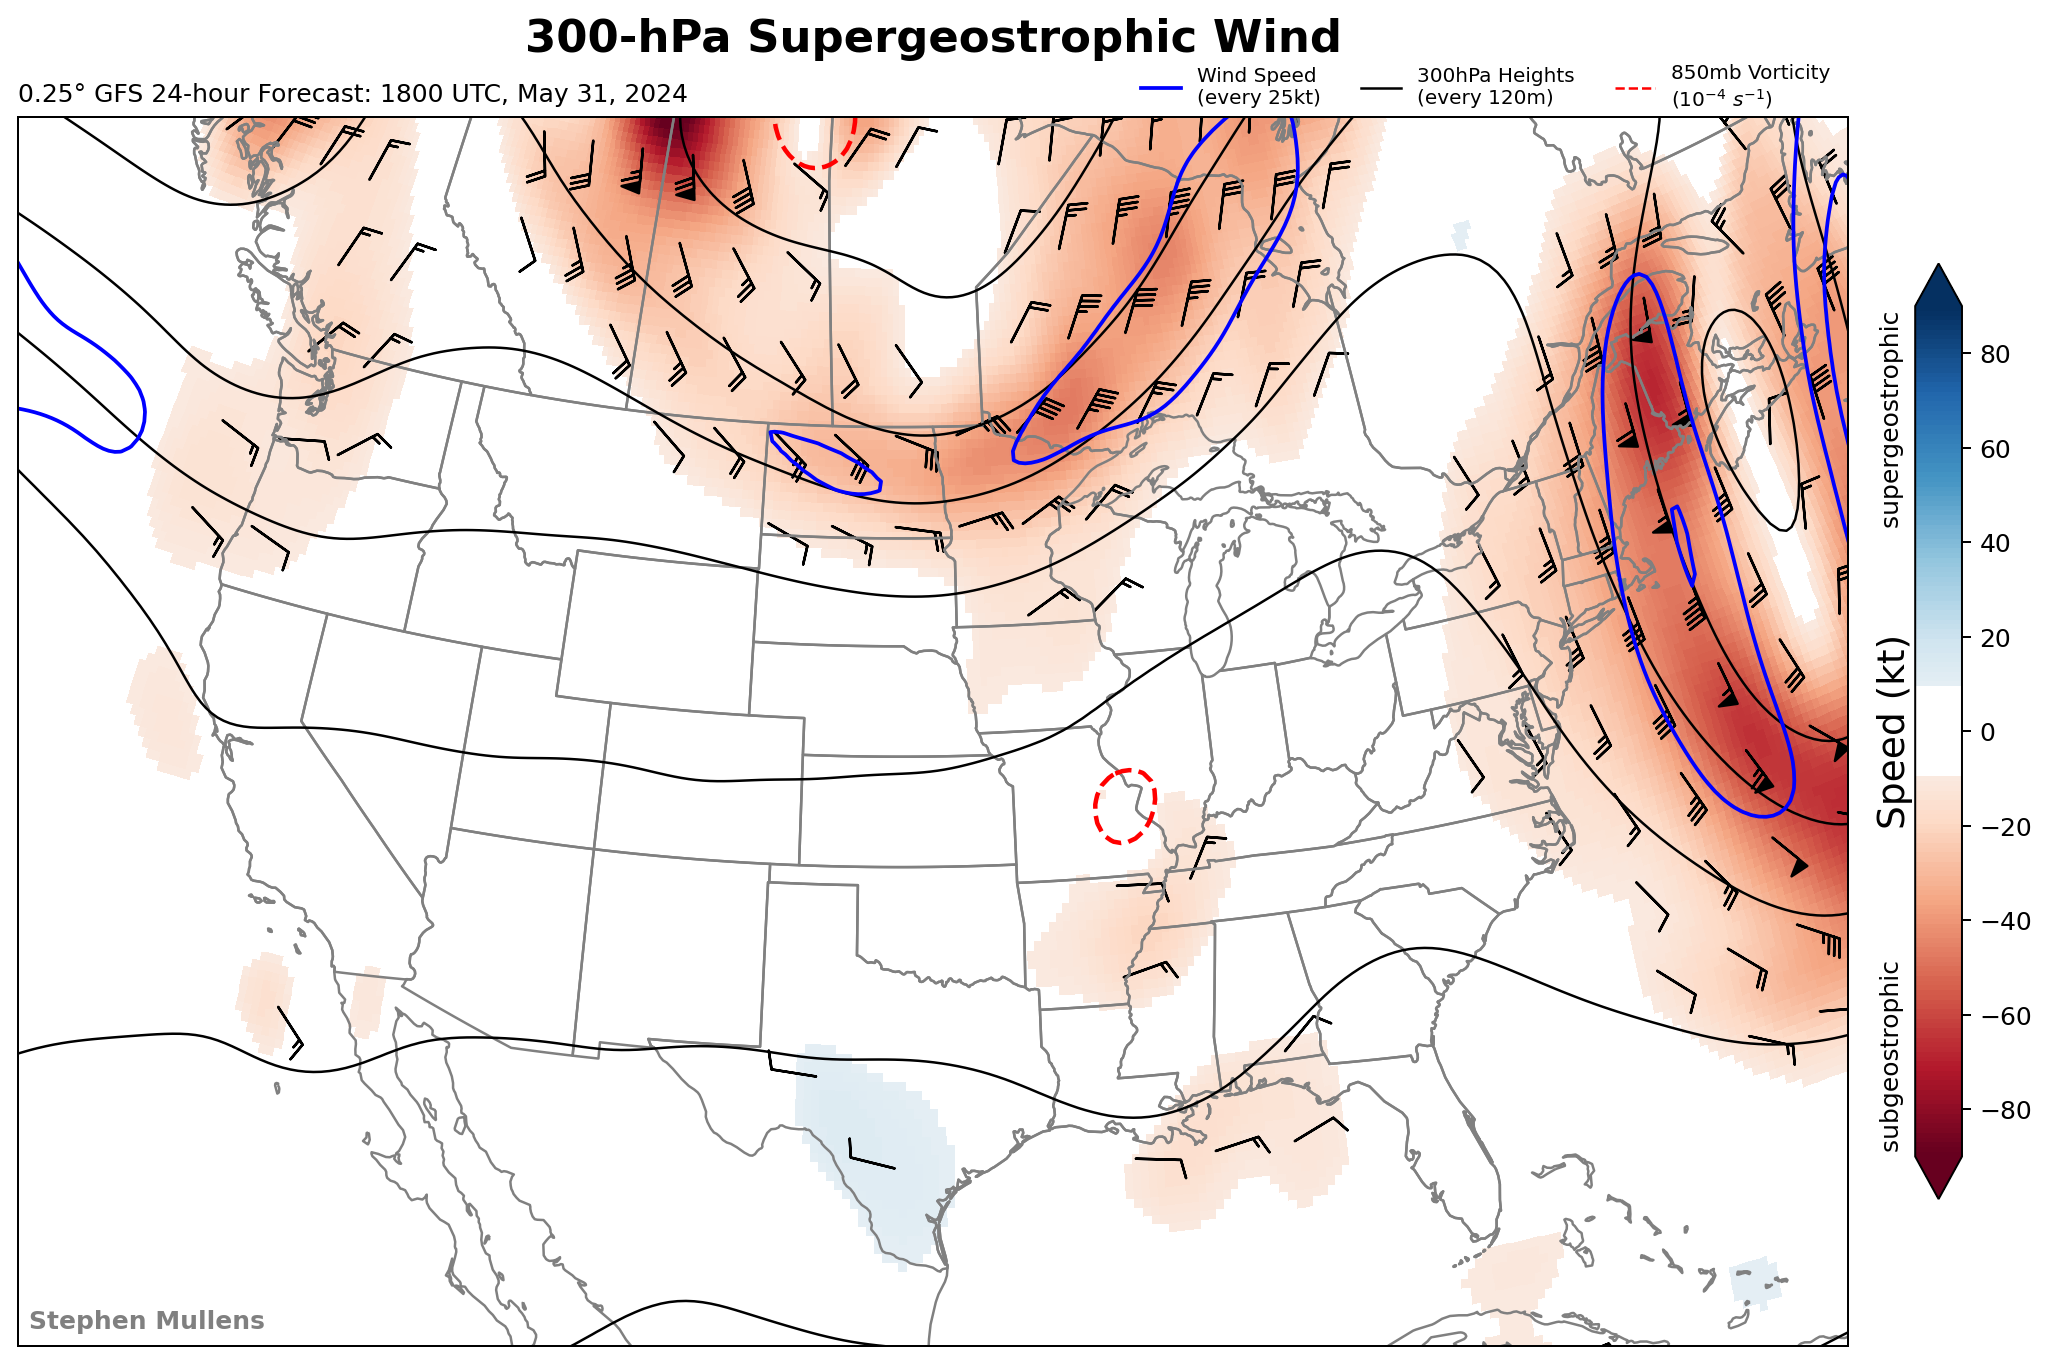 300-hPa Supergeostrophic Wind
0.25° GFS 24-hour Forecast: 1800 UTC, May 31, 2024
Wind Speed
(every 25kt)
300hPa Heights
(every 120m)
850mb Vorticity
(10⁻⁴ s⁻¹)
supergeostrophic
subgeostrophic
Speed (kt)
80
60
40
20
0
−20
−40
−60
−80
Stephen Mullens